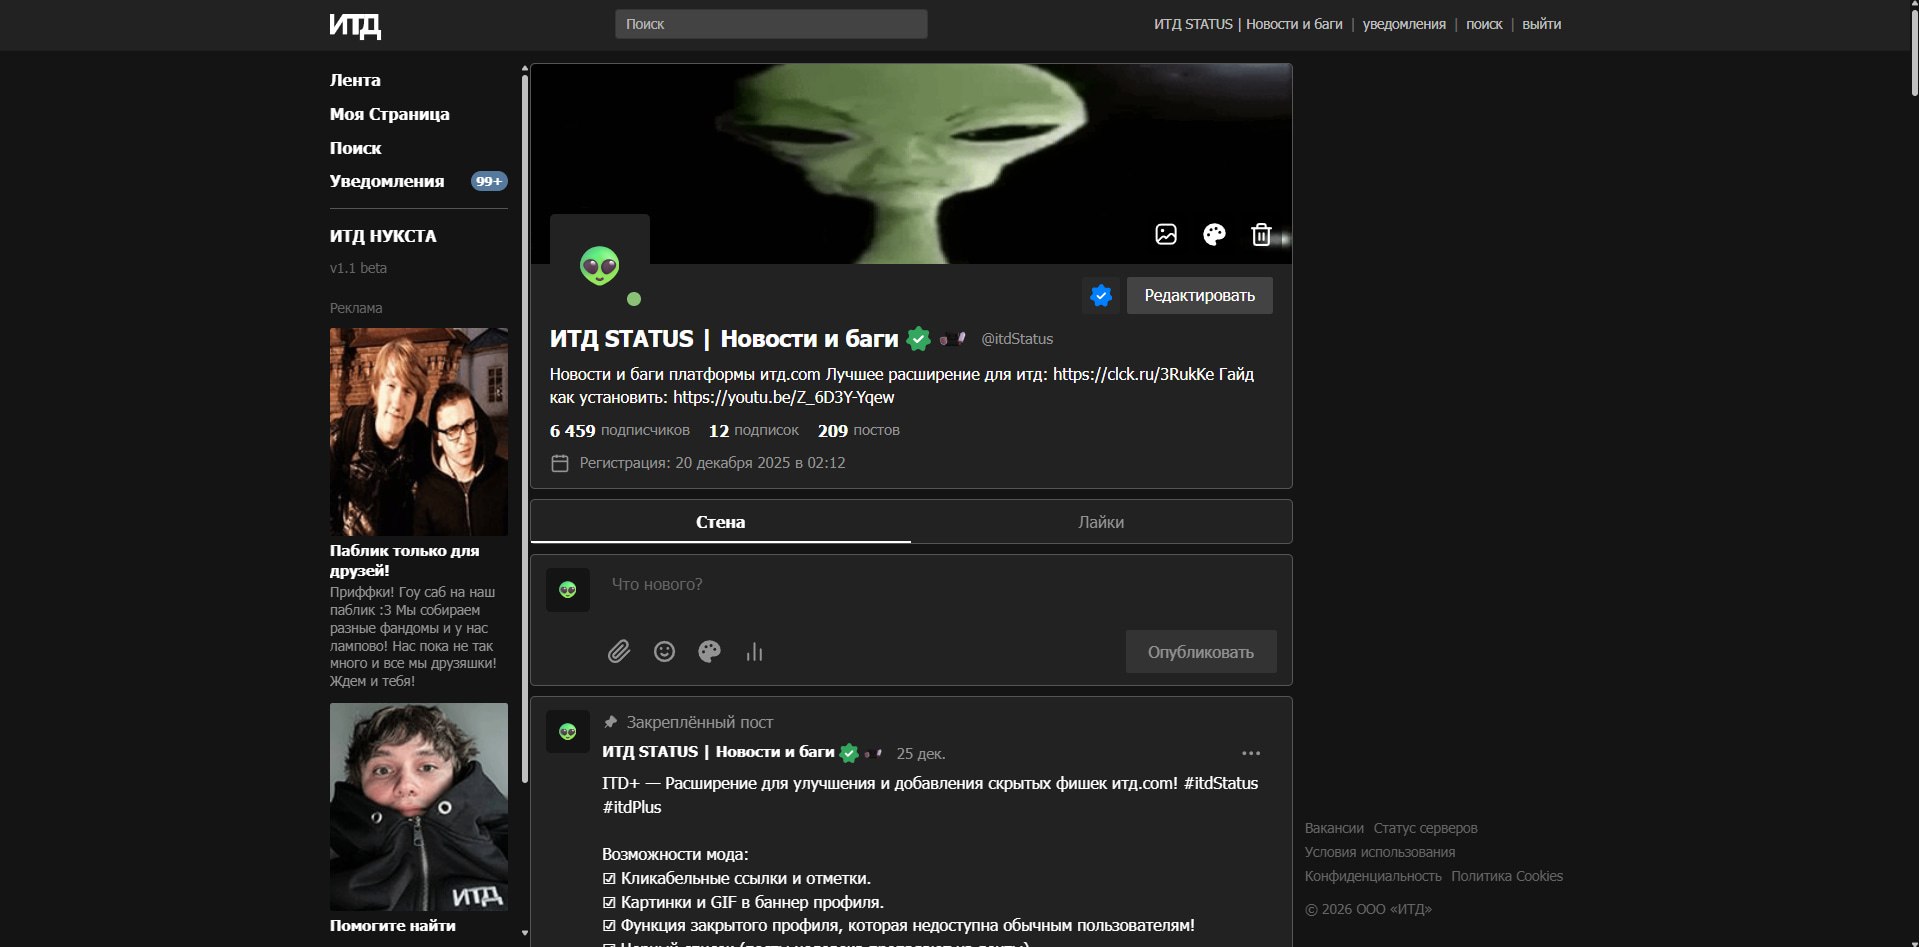 ИТД
Поиск
ИТД STATUS | Новости и баги | уведомления | поиск | выйти
Лента
Моя Страница
Поиск
Уведомления 99+
ИТД НУКСТА
v1.1 beta
Реклама
Паблик только для
друзей!
Приффки! Гоу саб на наш
паблик :3 Мы собираем
разные фандомы и у нас
лампово! Нас пока не так
много и все мы друзяшки!
Ждем и тебя!
ИТД
Помогите найти
Редактировать
ИТД STATUS | Новости и баги @itdStatus
Новости и баги платформы итд.com Лучшее расширение для итд: https://clck.ru/3RukKe Гайд
как установить: https://youtu.be/Z_6D3Y-Yqew
6 459 подписчиков 12 подписок 209 постов
Регистрация: 20 декабря 2025 в 02:12
Стена Лайки
Что нового?
Опубликовать
Закреплённый пост
ИТД STATUS | Новости и баги 25 дек.
ITD+ — Расширение для улучшения и добавления скрытых фишек итд.com! #itdStatus
#itdPlus
Возможности мода:
☑ Кликабельные ссылки и отметки.
☑ Картинки и GIF в баннер профиля.
☑ Функция закрытого профиля, которая недоступна обычным пользователям!
Вакансии Статус серверов
Условия использования
Конфиденциальность Политика Cookies
© 2026 ООО «ИТД»